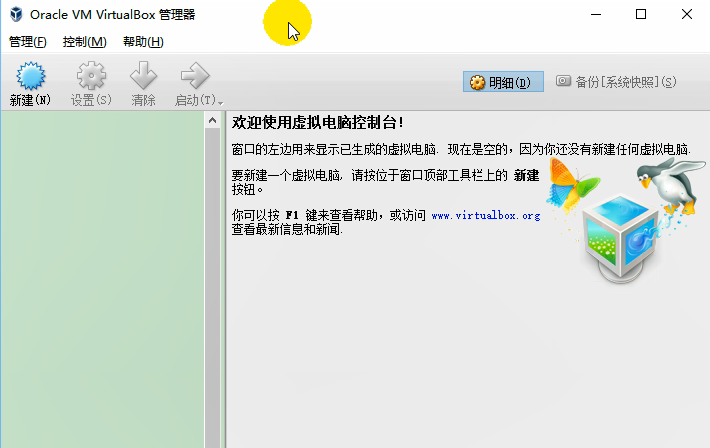 Oracle VM VirtualBox 管理器
管理(F) 控制(M) 帮助(H)
新建(N) 设置(S) 清除 启动(T) 明细(D) 备份[系统快照](S)
欢迎使用虚拟电脑控制台!
窗口的左边用来显示已生成的虚拟电脑. 现在是空的, 因为你还没有新建任何虚拟电脑.
要新建一个虚拟电脑, 请按位于窗口顶部工具栏上的 新建
按钮。
你可以按 F1 键来查看帮助, 或访问 www.virtualbox.org
查看最新信息和新闻.